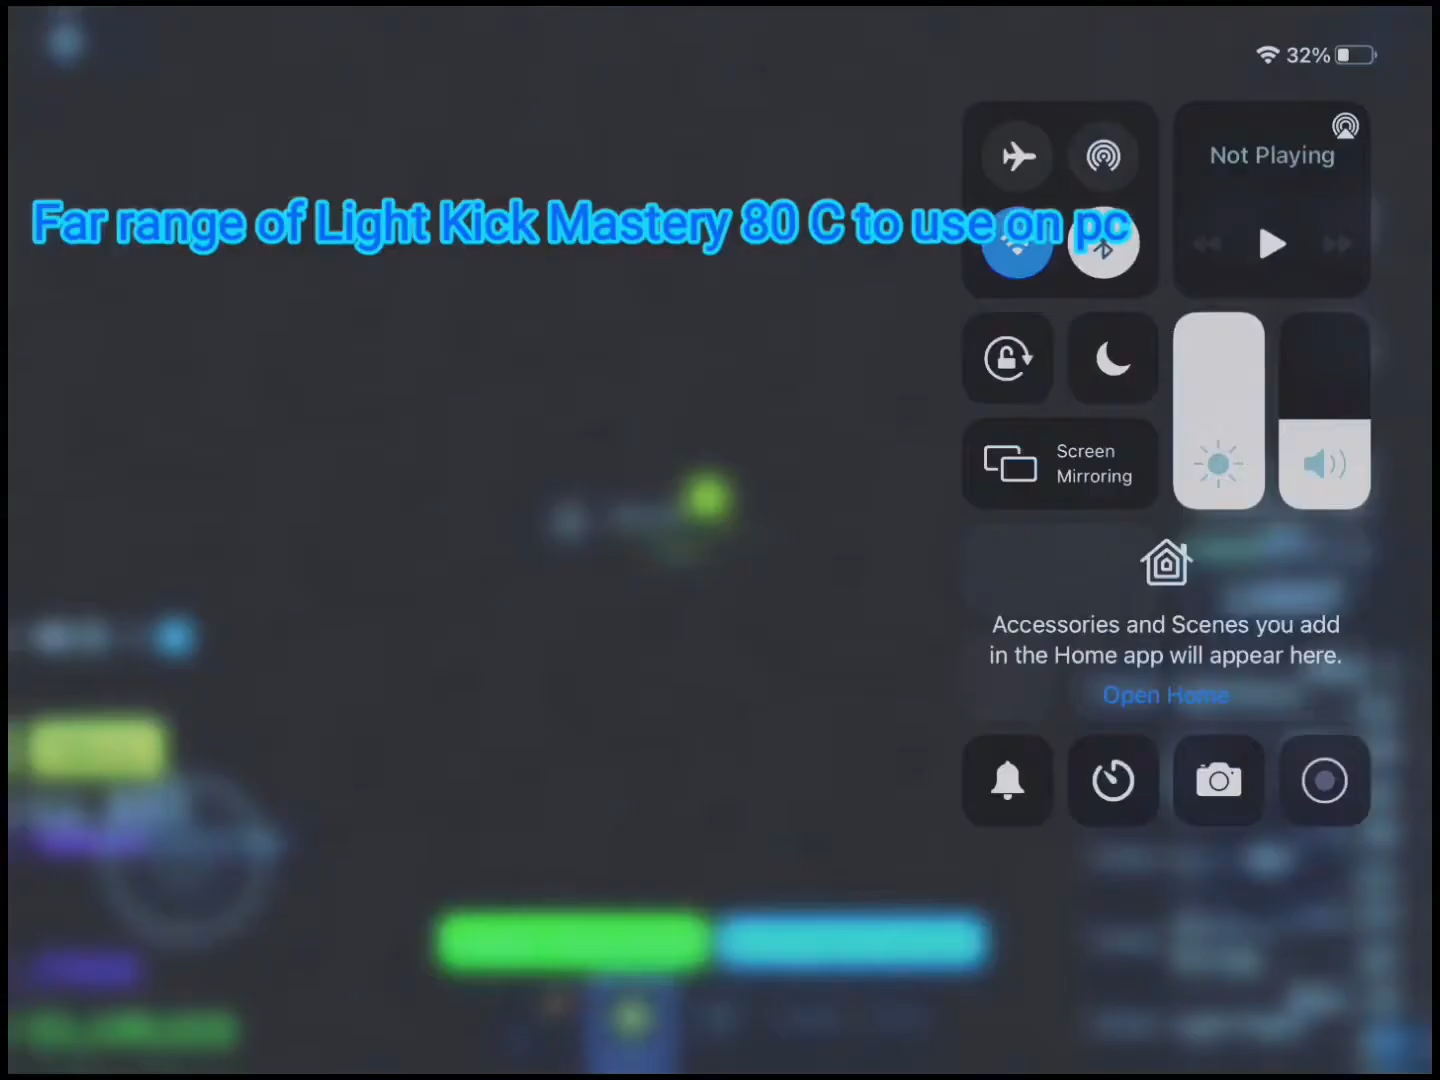 32%
Not Playing
Far range of Light Kick Mastery 80 C to use on pc
Screen
Mirroring
Accessories and Scenes you add
in the Home app will appear here.
Open Home